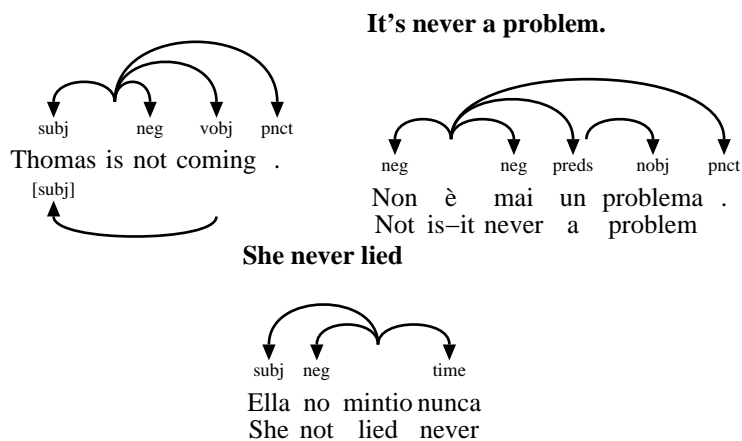 It's never a problem.
subj neg vobj pnct
Thomas is not coming .
[subj]
neg neg preds nobj pnct
Non è mai un problema .
Not is–it never a problem
She never lied
subj neg time
Ella no mintio nunca
She not lied never